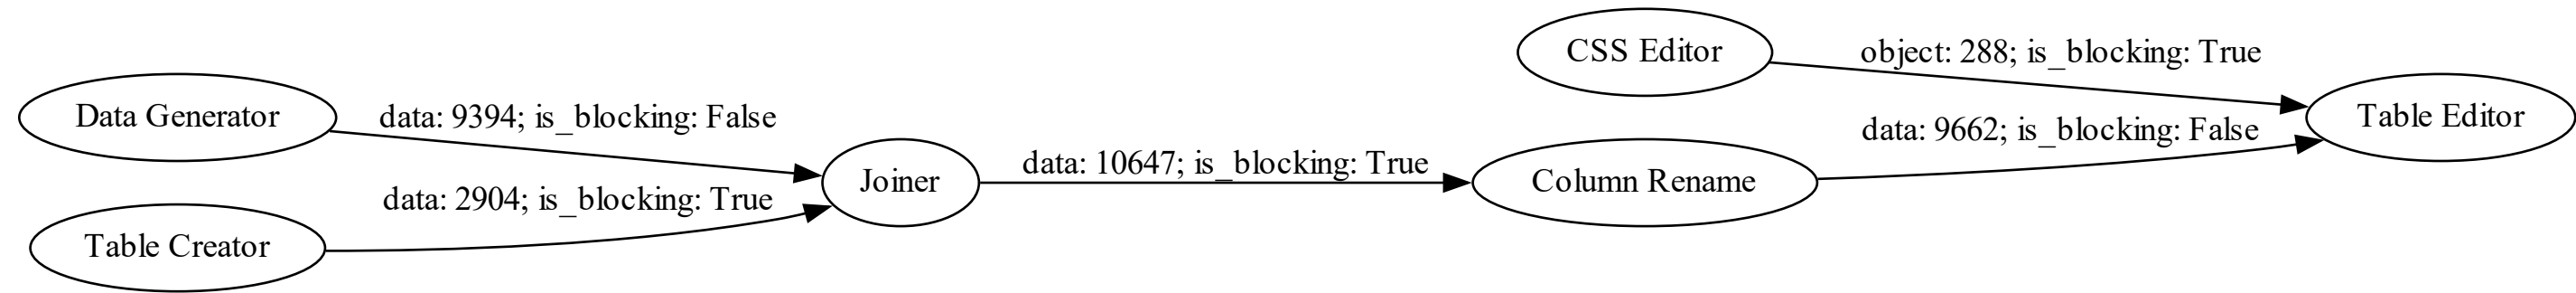 Data Generator
data: 9394; is_blocking: False
Table Creator
data: 2904; is_blocking: True
Joiner
data: 10647; is_blocking: True
CSS Editor
object: 288; is_blocking: True
Column Rename
data: 9662; is_blocking: False
Table Editor